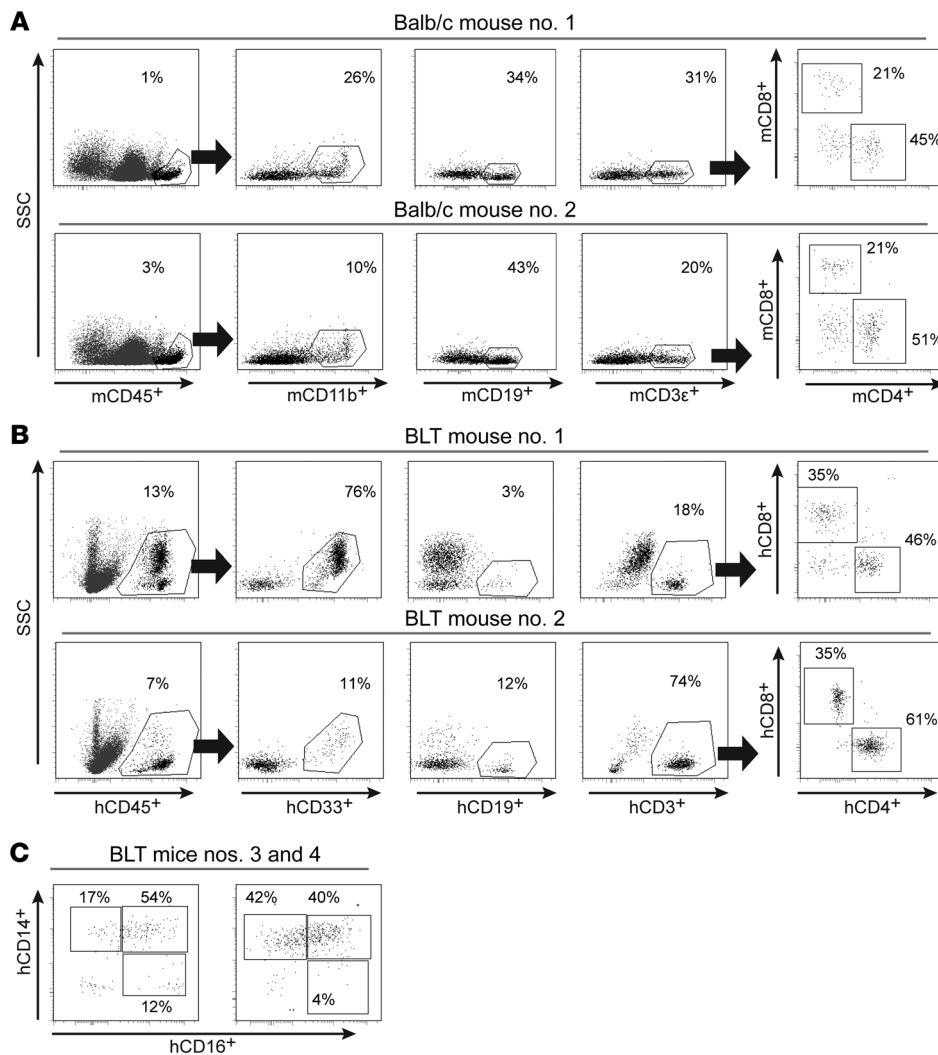 A
Balb/c mouse no. 1
1%
26%
34%
31%
21%
45%
mCD8⁺
Balb/c mouse no. 2
3%
10%
43%
20%
21%
51%
mCD8⁺
SSC
mCD45⁺
mCD11b⁺
mCD19⁺
mCD3ε⁺
mCD4⁺
B
BLT mouse no. 1
13%
76%
3%
18%
35%
46%
hCD8⁺
BLT mouse no. 2
7%
11%
12%
74%
35%
61%
hCD8⁺
SSC
hCD45⁺
hCD33⁺
hCD19⁺
hCD3⁺
hCD4⁺
C
BLT mice nos. 3 and 4
17% 54%
12%
42% 40%
4%
hCD14⁺
hCD16⁺